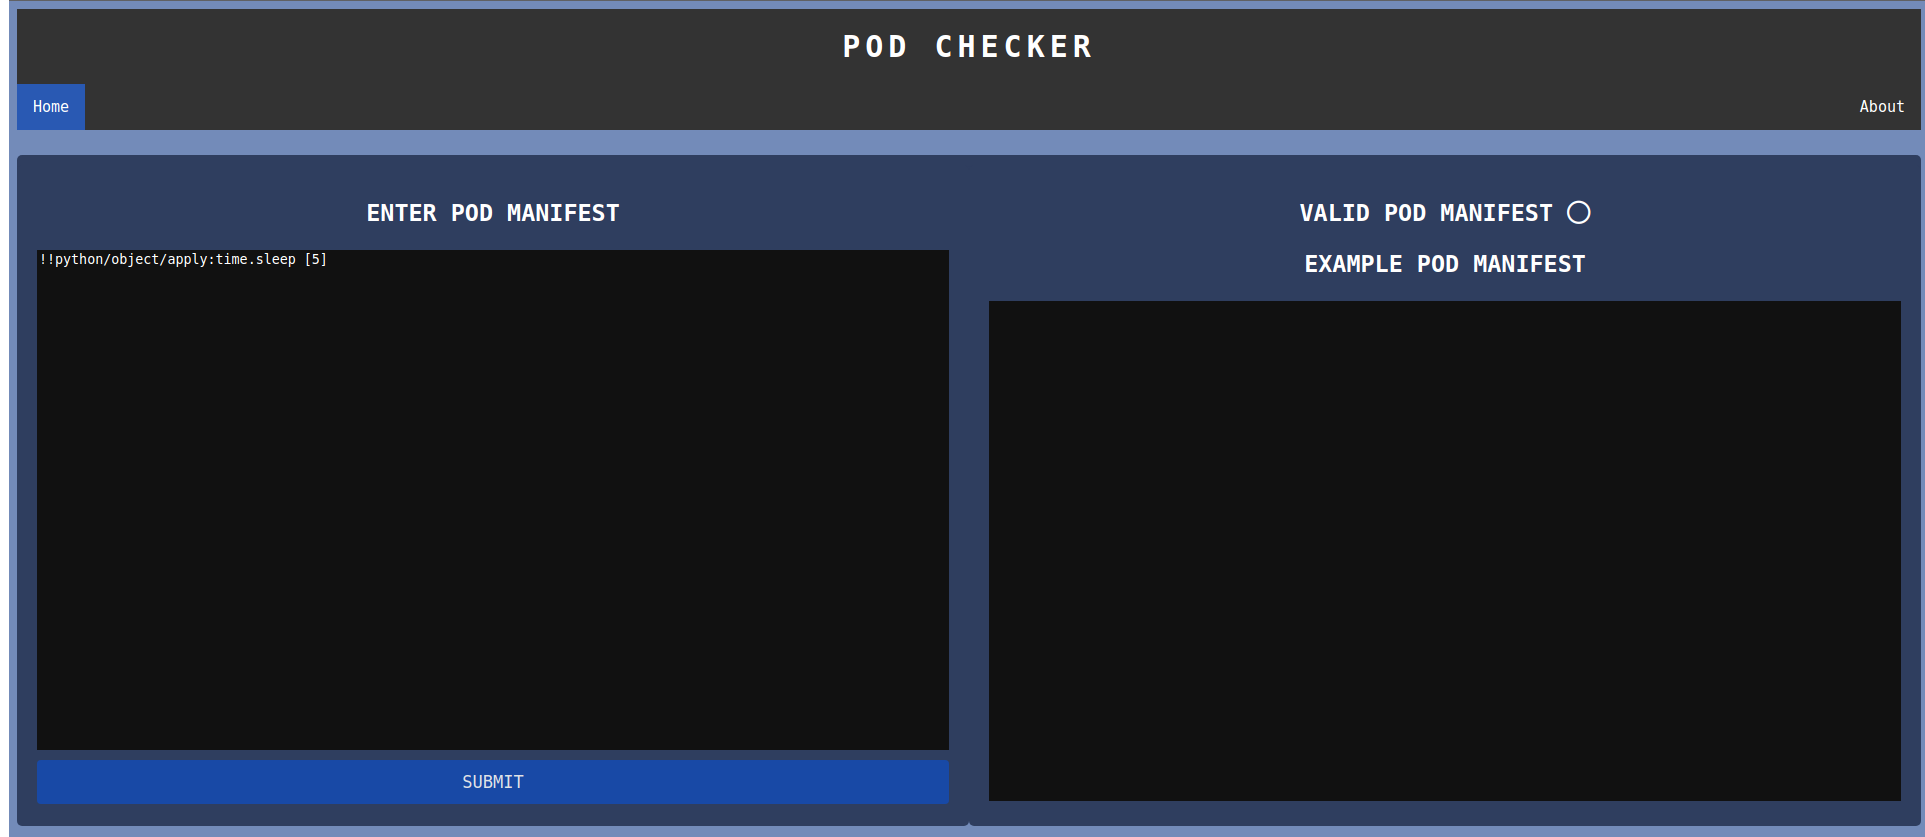 POD CHECKER
Home
About
ENTER POD MANIFEST
!!python/object/apply:time.sleep [5]
SUBMIT
VALID POD MANIFEST
EXAMPLE POD MANIFEST